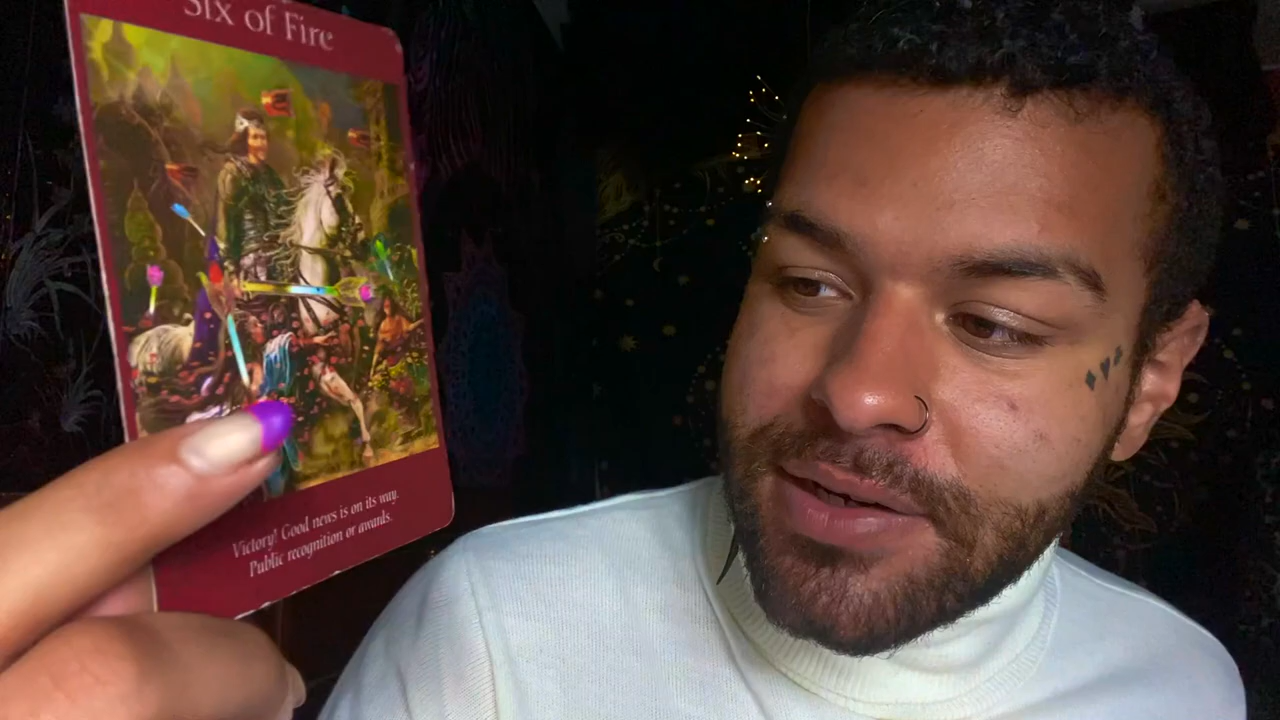 Six of Fire
Victory! Good news is on its way.
Public recognition or awards.